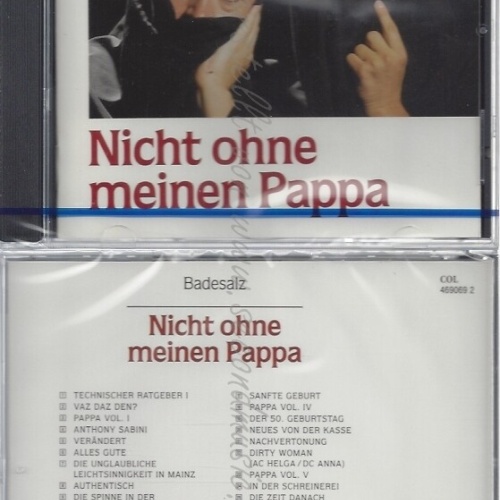 Nicht ohne
meinen Pappa
Badesalz
COL
469069 2
Nicht ohne
meinen Pappa
TECHNISCHER RATGEBER I
VAZ DAZ DEN?
PAPPA VOL. I
ANTHONY SABINI
VERÄNDERT
ALLES GUTE
DIE UNGLAUBLICHE
LEICHTSINNIGKEIT IN MAINZ
AUTHENTISCH
DIE SPINNE IN DER
SANFTE GEBURT
PAPPA VOL. IV
DER 50. GEBURTSTAG
NEUES VON DER KASSE
NACHVERTONUNG
DIRTY WOMAN
(AC HELGA / DC ANNA)
PAPPA VOL. V
IN DER SCHREINEREI
DIE ZEIT DANACH